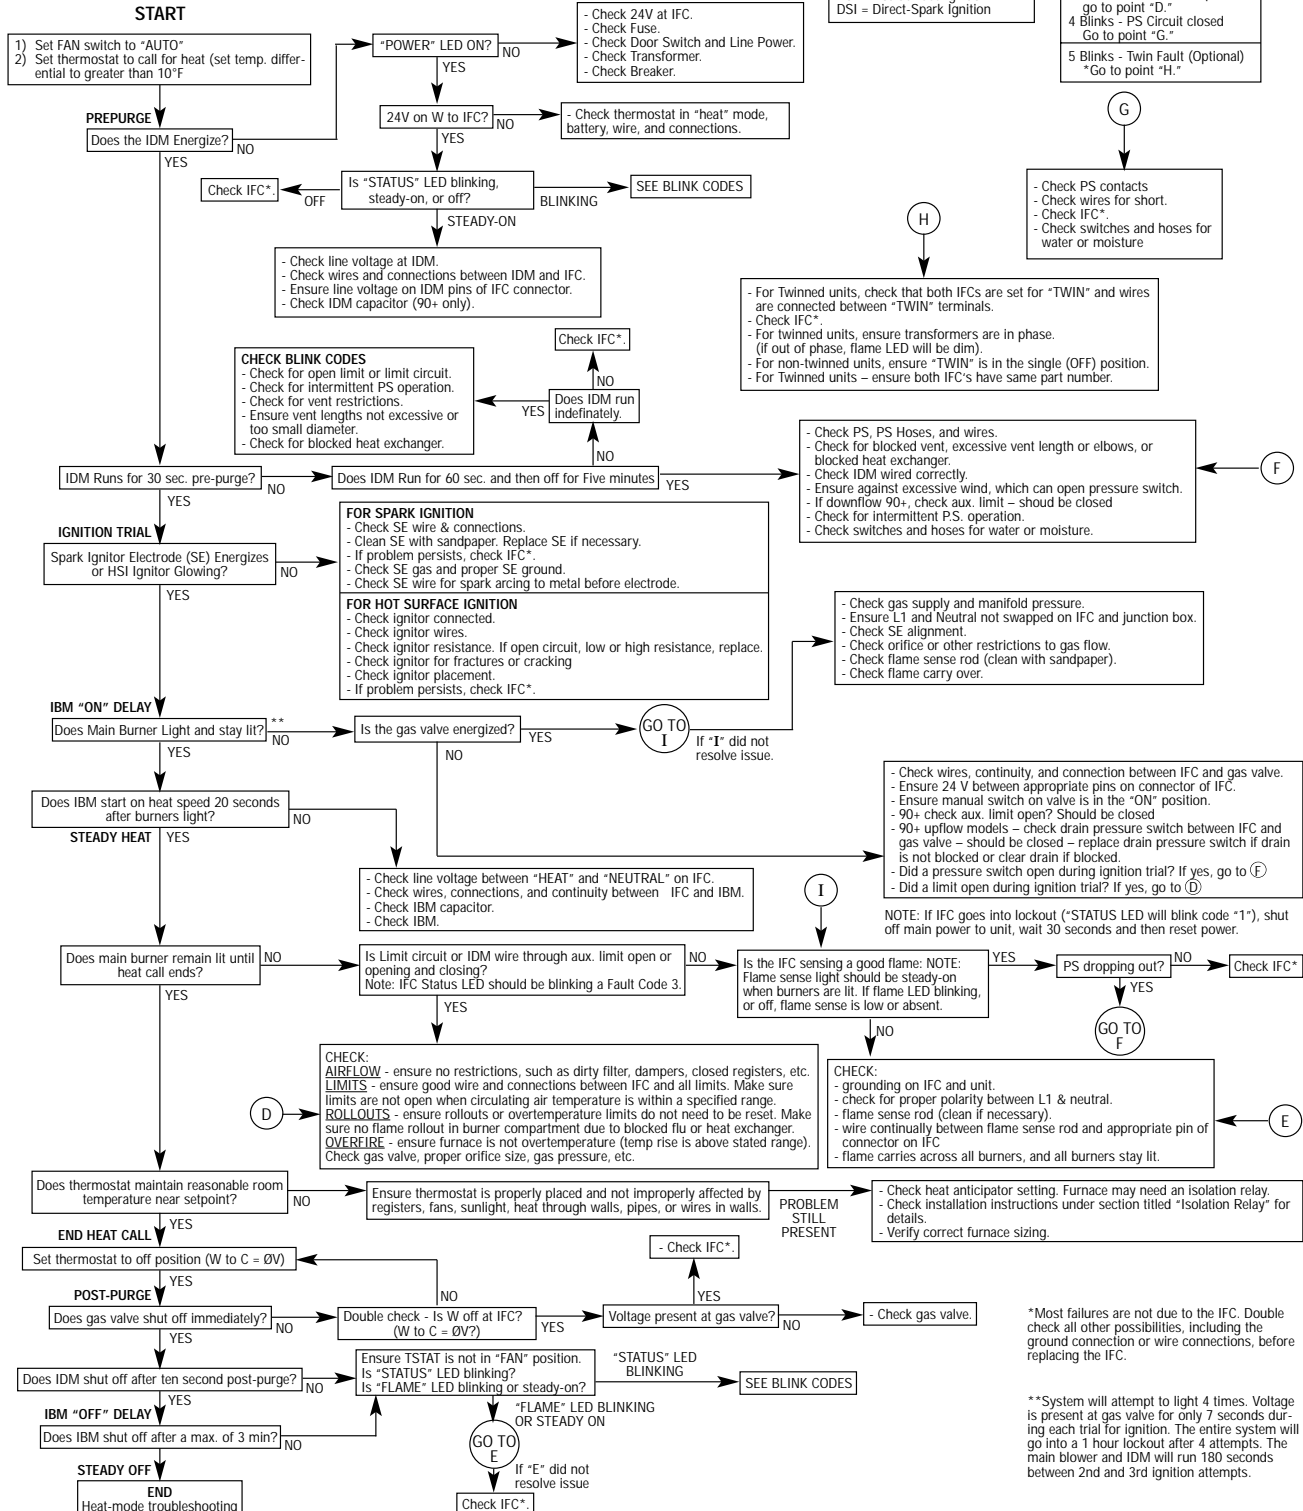 START
1) Set FAN switch to "AUTO"
2) Set thermostat to call for heat (set temp. differ-
ential to greater than 10°F
"POWER" LED ON?
NO
YES
- Check 24V at IFC.
- Check Fuse.
- Check Door Switch and Line Power.
- Check Transformer.
- Check Breaker.
DSI = Direct-Spark Ignition
go to point "D."
4 Blinks - PS Circuit closed
Go to point "G."
5 Blinks - Twin Fault (Optional)
*Go to point "H."
PREPURGE
Does the IDM Energize?
NO
YES
24V on W to IFC?
NO
YES
- Check thermostat in "heat" mode,
battery, wire, and connections.
G
Check IFC*.
OFF
Is "STATUS" LED blinking,
steady-on, or off?
BLINKING
SEE BLINK CODES
STEADY-ON
- Check PS contacts
- Check wires for short.
- Check IFC*.
- Check switches and hoses for
water or moisture
H
- Check line voltage at IDM.
- Check wires and connections between IDM and IFC.
- Ensure line voltage on IDM pins of IFC connector.
- Check IDM capacitor (90+ only).
- For Twinned units, check that both IFCs are set for "TWIN" and wires
are connected between "TWIN" terminals.
- Check IFC*.
- For twinned units, ensure transformers are in phase.
(if out of phase, flame LED will be dim).
- For non-twinned units, ensure "TWIN" is in the single (OFF) position.
- For Twinned units – ensure both IFC's have same part number.
Check IFC*.
NO
CHECK BLINK CODES
- Check for open limit or limit circuit.
- Check for intermittent PS operation.
- Check for vent restrictions.
- Ensure vent lengths not excessive or
too small diameter.
- Check for blocked heat exchanger.
YES
Does IDM run
indefinately.
NO
IDM Runs for 30 sec. pre-purge?
NO
YES
Does IDM Run for 60 sec. and then off for Five minutes
YES
- Check PS, PS Hoses, and wires.
- Check for blocked vent, excessive vent length or elbows, or
blocked heat exchanger.
- Check IDM wired correctly.
- Ensure against excessive wind, which can open pressure switch.
- If downflow 90+, check aux. limit – shoud be closed
- Check for intermittent P.S. operation.
- Check switches and hoses for water or moisture.
F
IGNITION TRIAL
Spark Ignitor Electrode (SE) Energizes
or HSI Ignitor Glowing?
NO
YES
FOR SPARK IGNITION
- Check SE wire & connections.
- Clean SE with sandpaper. Replace SE if necessary.
- If problem persists, check IFC*.
- Check SE gas and proper SE ground.
- Check SE wire for spark arcing to metal before electrode.
FOR HOT SURFACE IGNITION
- Check ignitor connected.
- Check ignitor wires.
- Check ignitor resistance. If open circuit, low or high resistance, replace.
- Check ignitor for fractures or cracking
- Check ignitor placement.
- If problem persists, check IFC*.
- Check gas supply and manifold pressure.
- Ensure L1 and Neutral not swapped on IFC and junction box.
- Check SE alignment.
- Check orifice or other restrictions to gas flow.
- Check flame sense rod (clean with sandpaper).
- Check flame carry over.
IBM "ON" DELAY
Does Main Burner Light and stay lit?
**
NO
YES
Is the gas valve energized?
YES
NO
GO TO
I
If "I" did not
resolve issue.
Does IBM start on heat speed 20 seconds
after burners light?
NO
STEADY HEAT
YES
- Check wires, continuity, and connection between IFC and gas valve.
- Ensure 24 V between appropriate pins on connector of IFC.
- Ensure manual switch on valve is in the "ON" position.
- 90+ check aux. limit open? Should be closed
- 90+ upflow models – check drain pressure switch between IFC and
gas valve – should be closed – replace drain pressure switch if drain
is not blocked or clear drain if blocked.
- Did a pressure switch open during ignition trial? If yes, go to F
- Did a limit open during ignition trial? If yes, go to D
- Check line voltage between "HEAT" and "NEUTRAL" on IFC.
- Check wires, connections, and continuity between IFC and IBM.
- Check IBM capacitor.
- Check IBM.
I
NOTE: If IFC goes into lockout ("STATUS LED will blink code "1"), shut
off main power to unit, wait 30 seconds and then reset power.
Does main burner remain lit until
heat call ends?
NO
YES
Is Limit circuit or IDM wire through aux. limit open or
opening and closing?
Note: IFC Status LED should be blinking a Fault Code 3.
NO
YES
Is the IFC sensing a good flame: NOTE:
Flame sense light should be steady-on
when burners are lit. If flame LED blinking,
or off, flame sense is low or absent.
YES
NO
PS dropping out?
NO
Check IFC*
YES
GO TO
F
D
CHECK:
AIRFLOW - ensure no restrictions, such as dirty filter, dampers, closed registers, etc.
LIMITS - ensure good wire and connections between IFC and all limits. Make sure
limits are not open when circulating air temperature is within a specified range.
ROLLOUTS - ensure rollouts or overtemperature limits do not need to be reset. Make
sure no flame rollout in burner compartment due to blocked flu or heat exchanger.
OVERFIRE - ensure furnace is not overtemperature (temp rise is above stated range).
Check gas valve, proper orifice size, gas pressure, etc.
CHECK:
- grounding on IFC and unit.
- check for proper polarity between L1 & neutral.
- flame sense rod (clean if necessary).
- wire continually between flame sense rod and appropriate pin of
connector on IFC
- flame carries across all burners, and all burners stay lit.
E
Does thermostat maintain reasonable room
temperature near setpoint?
NO
YES
Ensure thermostat is properly placed and not improperly affected by
registers, fans, sunlight, heat through walls, pipes, or wires in walls.
PROBLEM
STILL
PRESENT
- Check heat anticipator setting. Furnace may need an isolation relay.
- Check installation instructions under section titled "Isolation Relay" for
details.
- Verify correct furnace sizing.
END HEAT CALL
Set thermostat to off position (W to C = ØV)
YES
- Check IFC*.
POST-PURGE
NO
YES
Does gas valve shut off immediately?
NO
YES
Double check - Is W off at IFC?
(W to C = ØV?)
YES
Voltage present at gas valve?
NO
- Check gas valve.
*Most failures are not due to the IFC. Double
check all other possibilities, including the
ground connection or wire connections, before
replacing the IFC.
Does IDM shut off after ten second post-purge?
NO
YES
Ensure TSTAT is not in "FAN" position.
Is "STATUS" LED blinking?
Is "FLAME" LED blinking or steady-on?
"STATUS" LED
BLINKING
SEE BLINK CODES
IBM "OFF" DELAY
Does IBM shut off after a max. of 3 min?
NO
YES
"FLAME" LED BLINKING
OR STEADY ON
GO TO
E
If "E" did not
resolve issue
Check IFC*.
**System will attempt to light 4 times. Voltage
is present at gas valve for only 7 seconds dur-
ing each trial for ignition. The entire system will
go into a 1 hour lockout after 4 attempts. The
main blower and IDM will run 180 seconds
between 2nd and 3rd ignition attempts.
STEADY OFF
END
Heat-mode troubleshooting